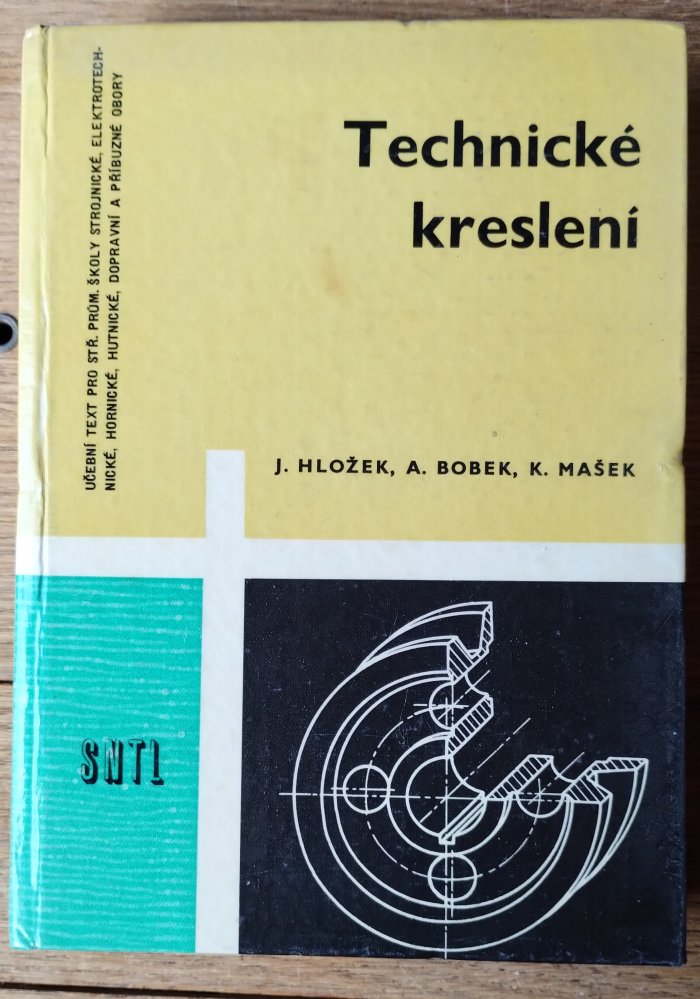 Technické
kreslení
UČEBNÍ TEXT PRO STŘ. PRŮM. ŠKOLY STROJNICKÉ, ELEKTROTECH-
NICKÉ, HORNICKÉ, HUTNICKÉ, DOPRAVNÍ A PŘÍBUZNÉ OBORY
J. HLOŽEK, A. BOBEK, K. MAŠEK
SNTL